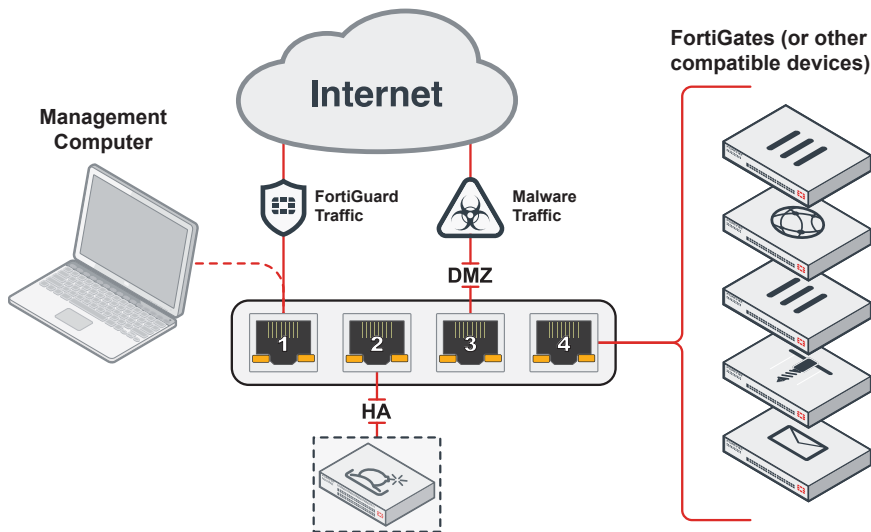 FortiGates (or other
compatible devices)
Internet
Management
Computer
FortiGuard
Traffic
Malware
Traffic
DMZ
1
2
3
4
HA